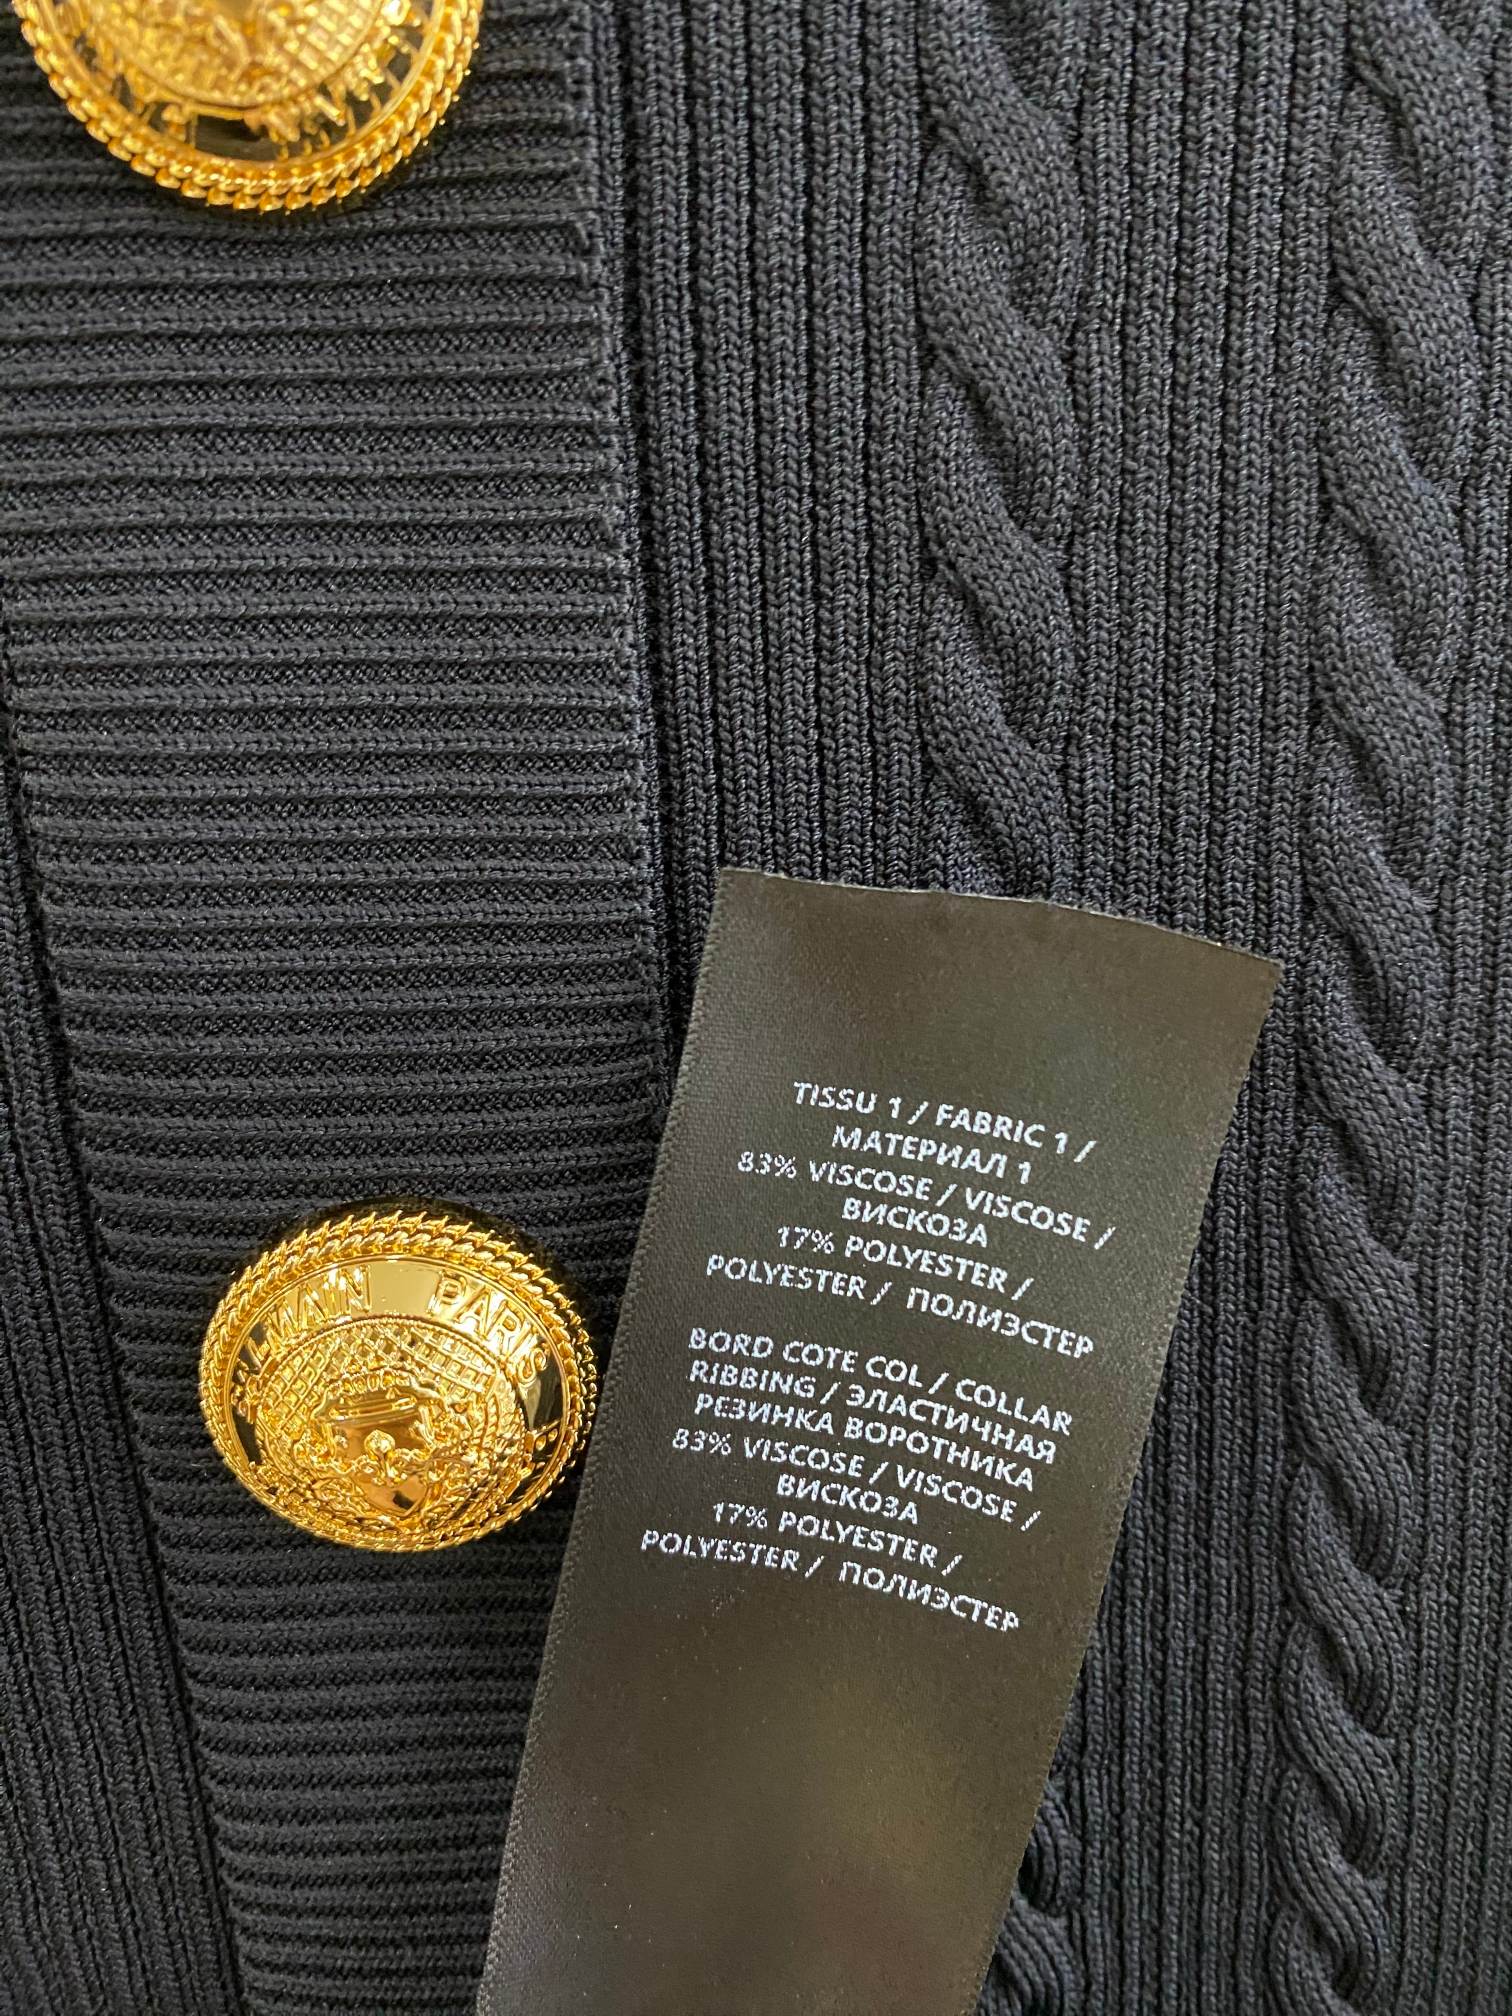 BALMAIN PARIS
TISSU 1 / FABRIC 1 /
МАТЕРИАЛ 1
83% VISCOSE / VISCOSE /
ВИСКОЗА
17% POLYESTER /
POLYESTER / ПОЛИЭСТЕР
BORD COTE COL / COLLAR
RIBBING / ЭЛАСТИЧНАЯ
РЕЗИНКА ВОРОТНИКА
83% VISCOSE / VISCOSE /
ВИСКОЗА
17% POLYESTER /
POLYESTER / ПОЛИЭСТЕР